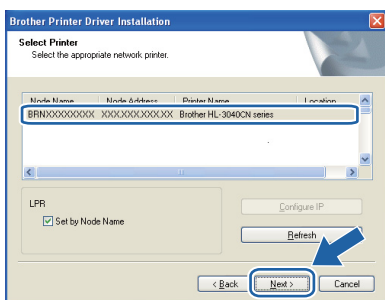 Brother Printer Driver Installation
Select Printer
Select the appropriate network printer.
Node Name Node Address Printer Name Location
BRNXXXXXXXXX XXX.XXX.XXX.XX Brother HL-3040CN series
LPR
Set by Node Name
Configure IP
Refresh
< Back Next > Cancel